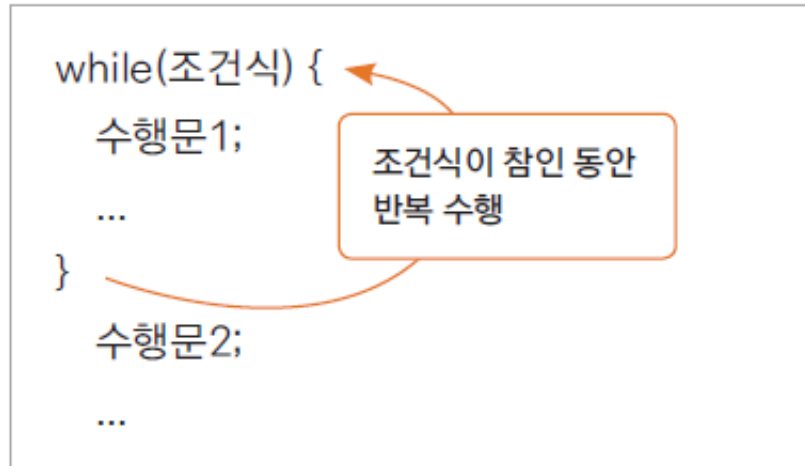 while(조건식) {
수행문1;
조건식이 참인 동안
반복 수행
...
}
수행문2;
...